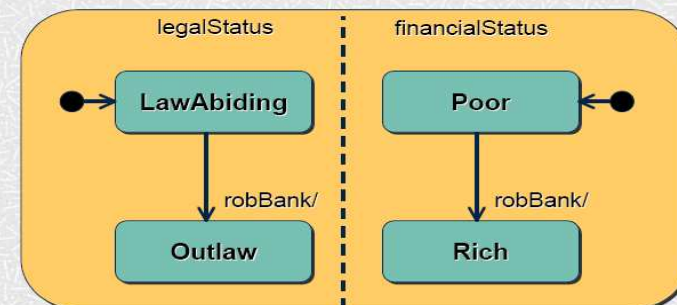 legalStatus
financialStatus
LawAbiding
Poor
robBank/
robBank/
Outlaw
Rich